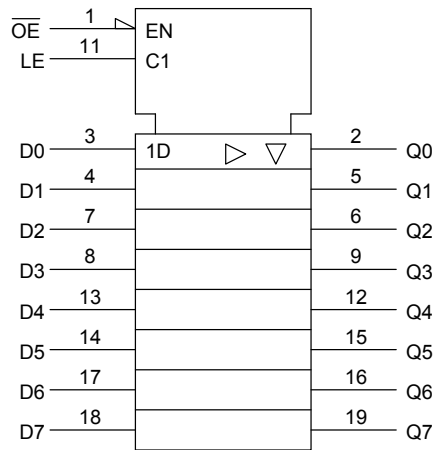 O̅E̅ 1 EN
LE 11 C1
D0 3 1D 2 Q0
D1 4 5 Q1
D2 7 6 Q2
D3 8 9 Q3
D4 13 12 Q4
D5 14 15 Q5
D6 17 16 Q6
D7 18 19 Q7